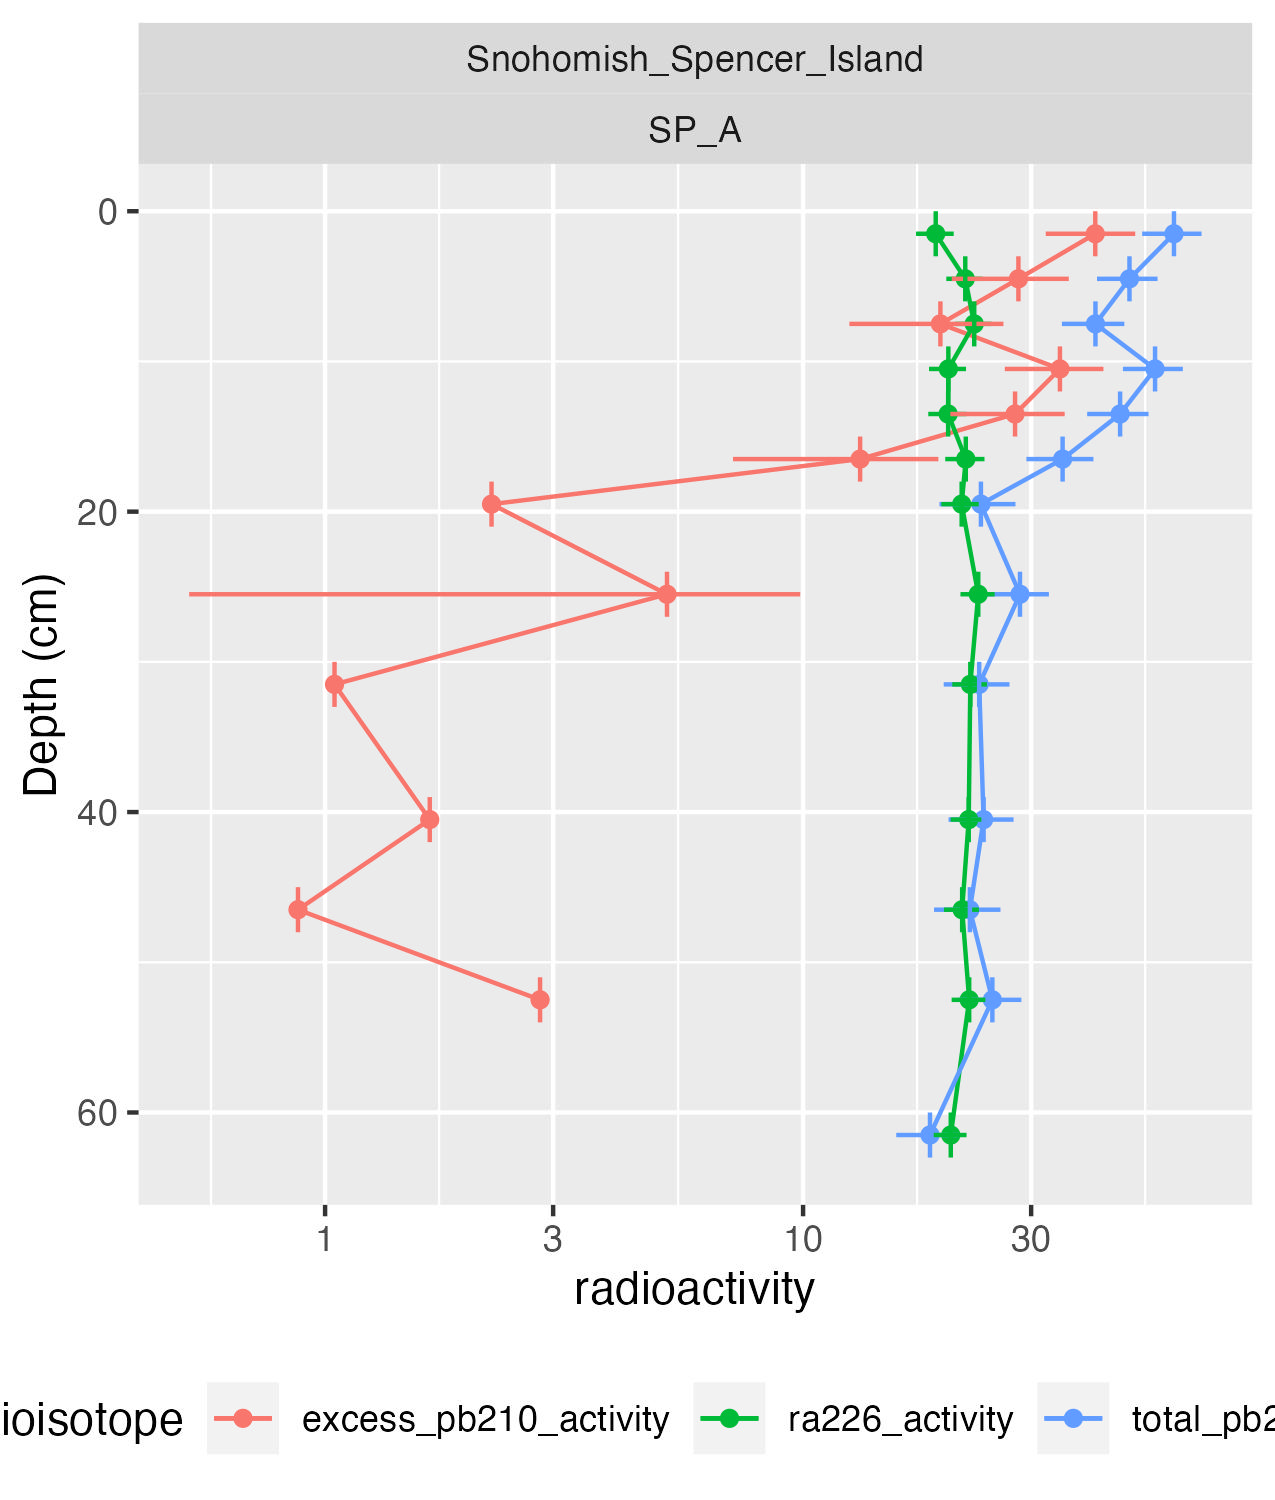 Snohomish_Spencer_Island
SP_A
0
20
40
60
Depth (cm)
1 3 10 30
radioactivity
ioisotope excess_pb210_activity ra226_activity total_pb2